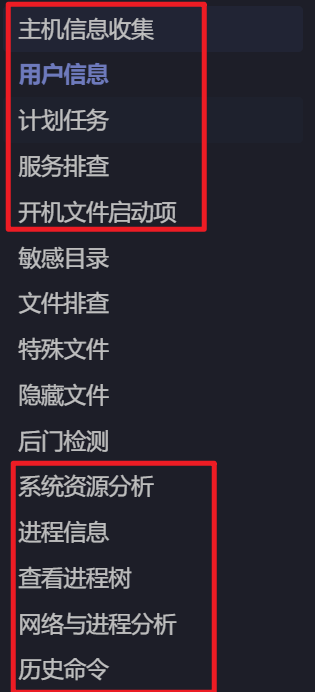 主机信息收集
用户信息
计划任务
服务排查
开机文件启动项
敏感目录
文件排查
特殊文件
隐藏文件
后门检测
系统资源分析
进程信息
查看进程树
网络与进程分析
历史命令